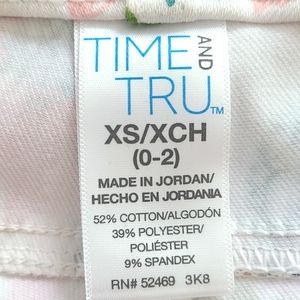 TIME AND
TRU™
XS/XCH
(0-2)
MADE IN JORDAN/
HECHO EN JORDANIA
52% COTTON/ALGODÓN
39% POLYESTER/
POLIÉSTER
9% SPANDEX
RN# 52469 3K8